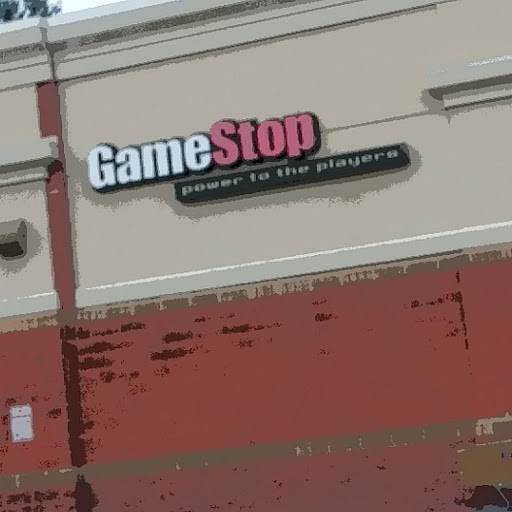 GameStop
power to the players